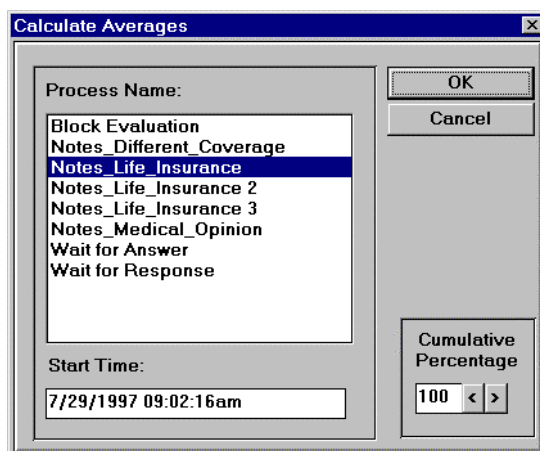 Calculate Averages
Process Name:
Block Evaluation
Notes_Different_Coverage
Notes_Life_Insurance
Notes_Life_Insurance 2
Notes_Life_Insurance 3
Notes_Medical_Opinion
Wait for Answer
Wait for Response
Start Time:
7/29/1997 09:02:16am
OK
Cancel
Cumulative
Percentage
100 < >